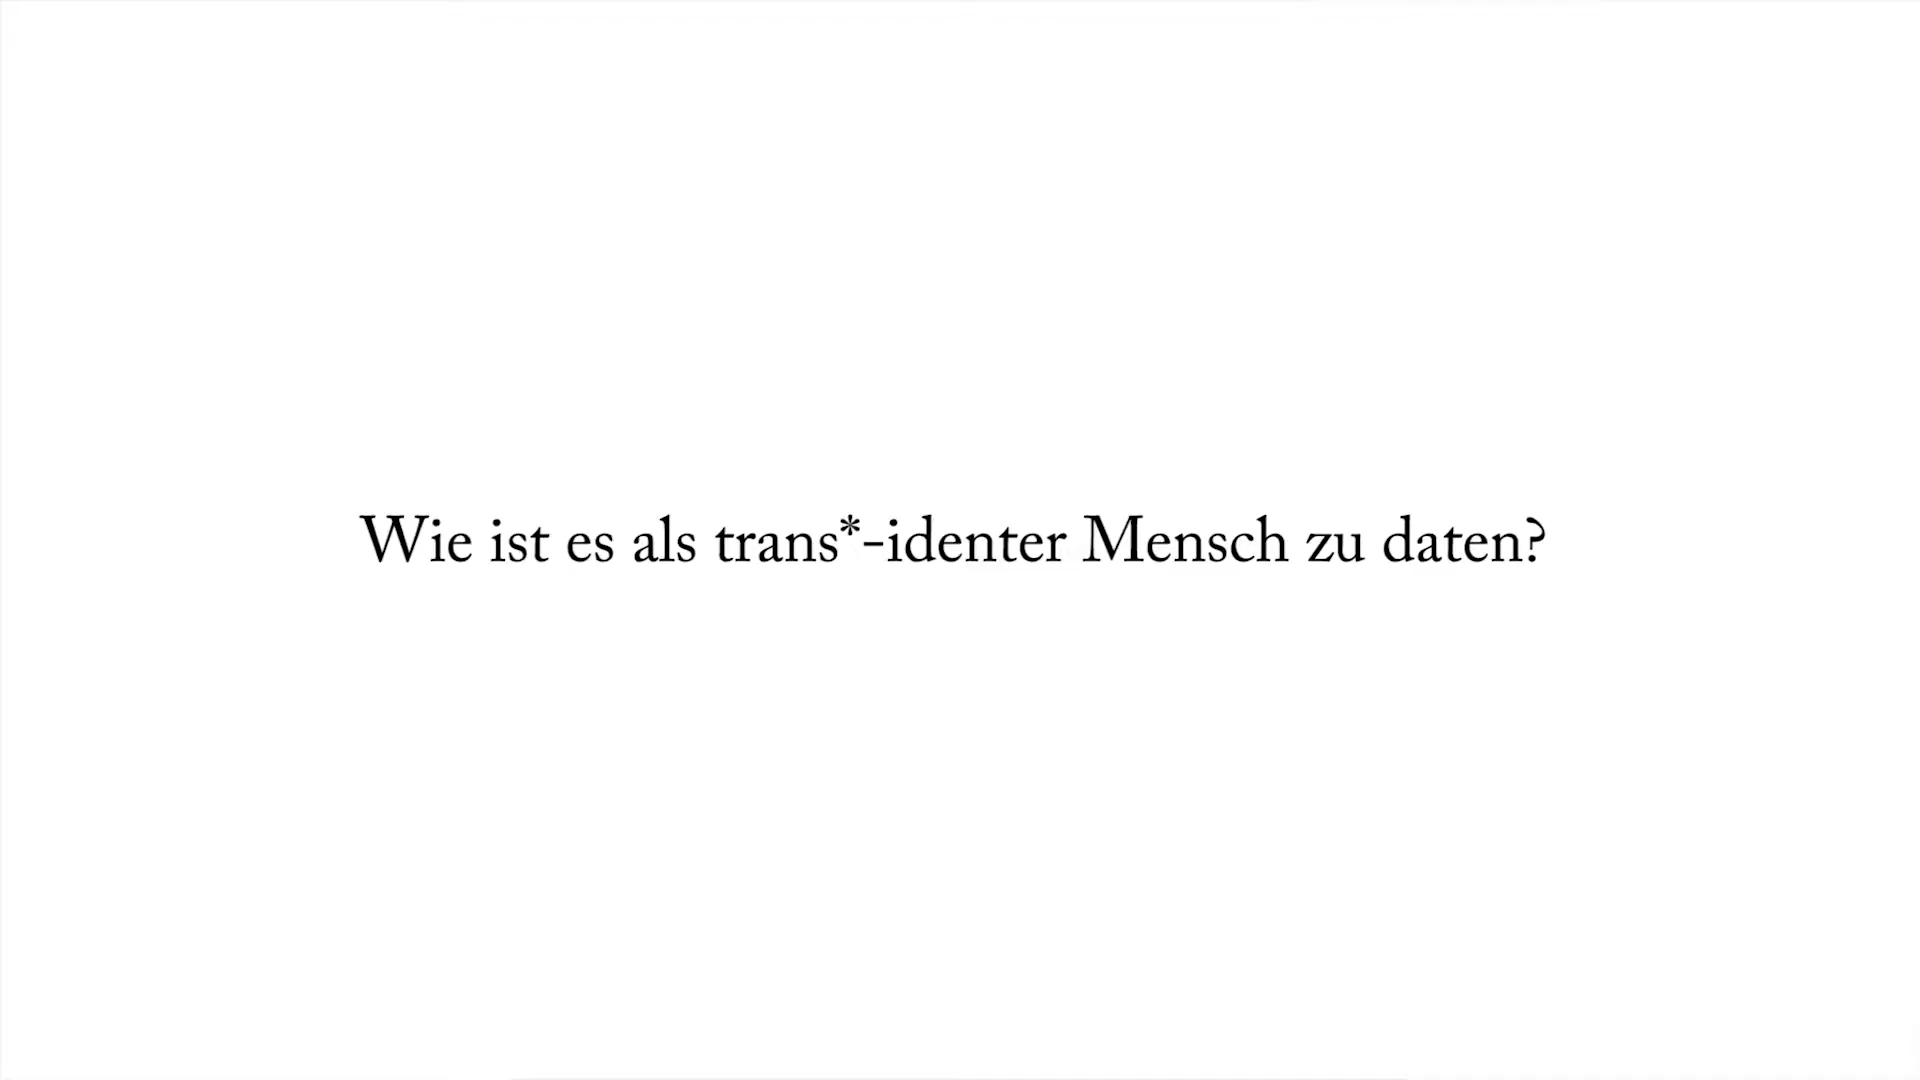 Wie ist es als trans*-identer Mensch zu daten?